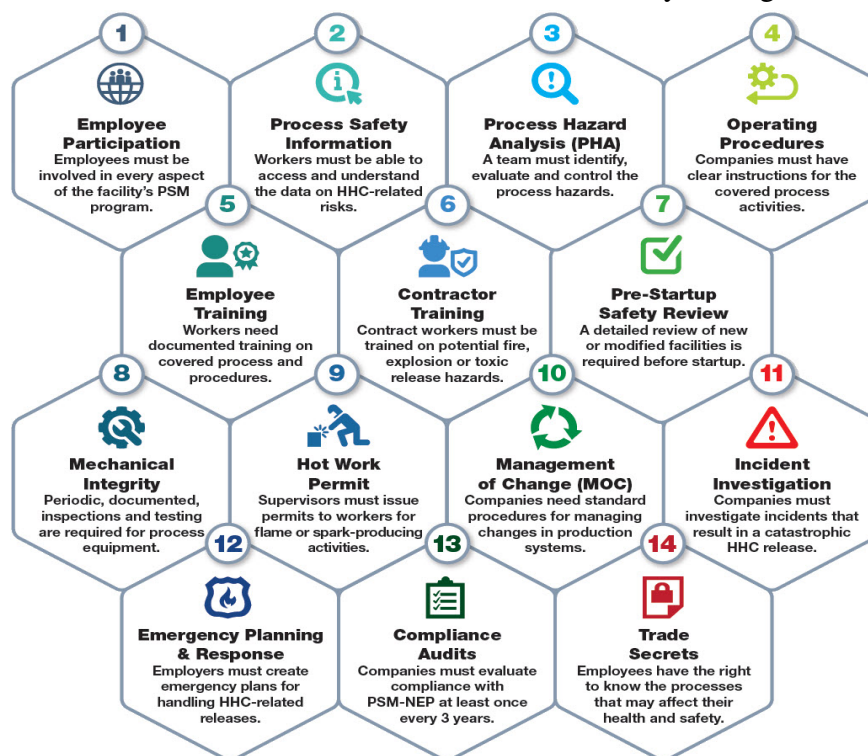 1
Employee
Participation
Employees must be
involved in every aspect
of the facility's PSM
program.
2
Process Safety
Information
Workers must be able to
access and understand
the data on HHC-related
risks.
3
Process Hazard
Analysis (PHA)
A team must identify,
evaluate and control the
process hazards.
4
Operating
Procedures
Companies must have
clear instructions for the
covered process
activities.
5
Employee
Training
Workers need
documented training on
covered process and
procedures.
6
Contractor
Training
Contract workers must be
trained on potential fire,
explosion or toxic
release hazards.
7
Pre-Startup
Safety Review
A detailed review of new
or modified facilities is
required before startup.
8
Mechanical
Integrity
Periodic, documented,
inspections and testing
are required for process
equipment.
9
Hot Work
Permit
Supervisors must issue
permits to workers for
flame or spark-producing
activities.
10
Management
of Change (MOC)
Companies need standard
procedures for managing
changes in production
systems.
11
Incident
Investigation
Companies must
investigate incidents that
result in a catastrophic
HHC release.
12
Emergency Planning
& Response
Employers must create
emergency plans for
handling HHC-related
releases.
13
Compliance
Audits
Companies must evaluate
compliance with
PSM-NEP at least once
every 3 years.
14
Trade
Secrets
Employees have the right
to know the processes
that may affect their
health and safety.